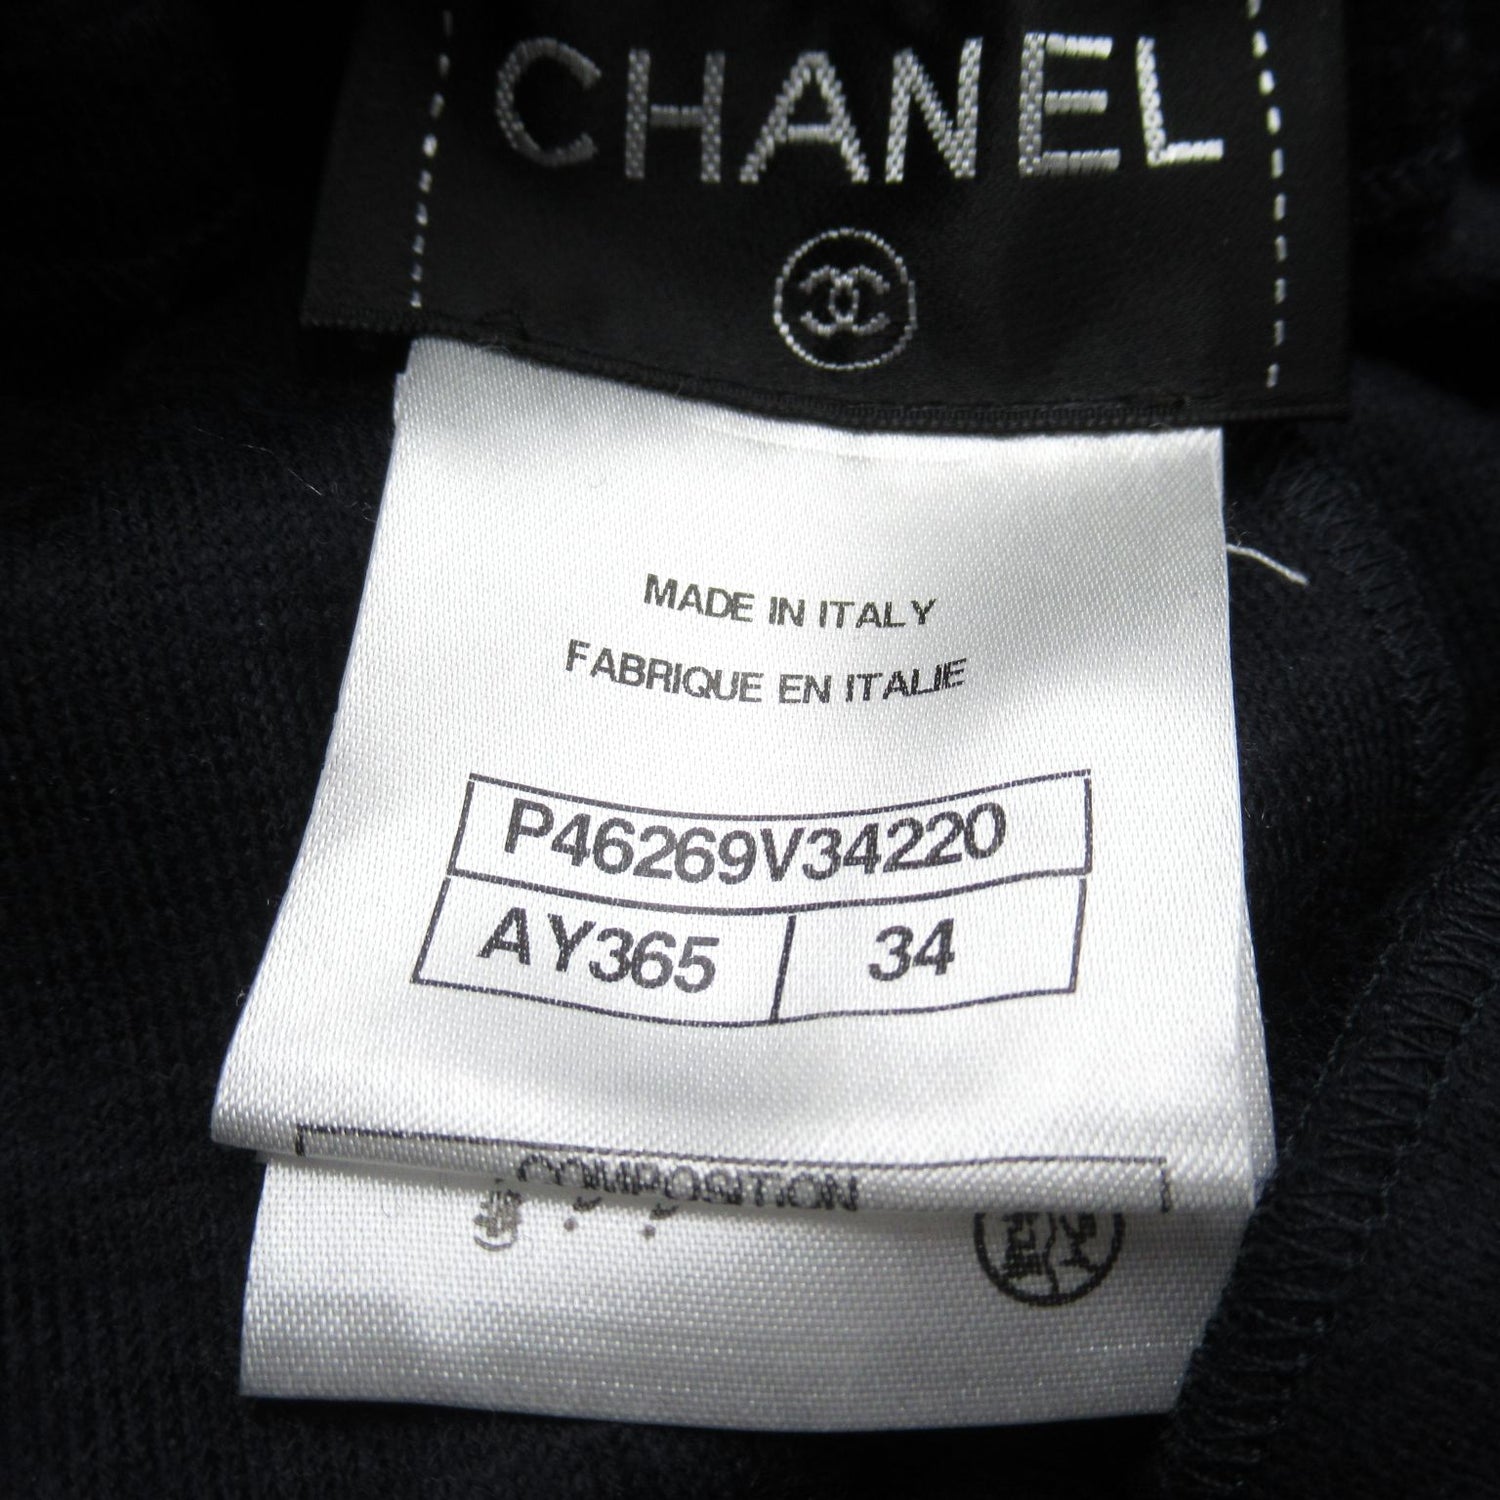 CHANEL
MADE IN ITALY
FABRIQUE EN ITALIE
P46269V34220
AY365 34
COMPOSITION